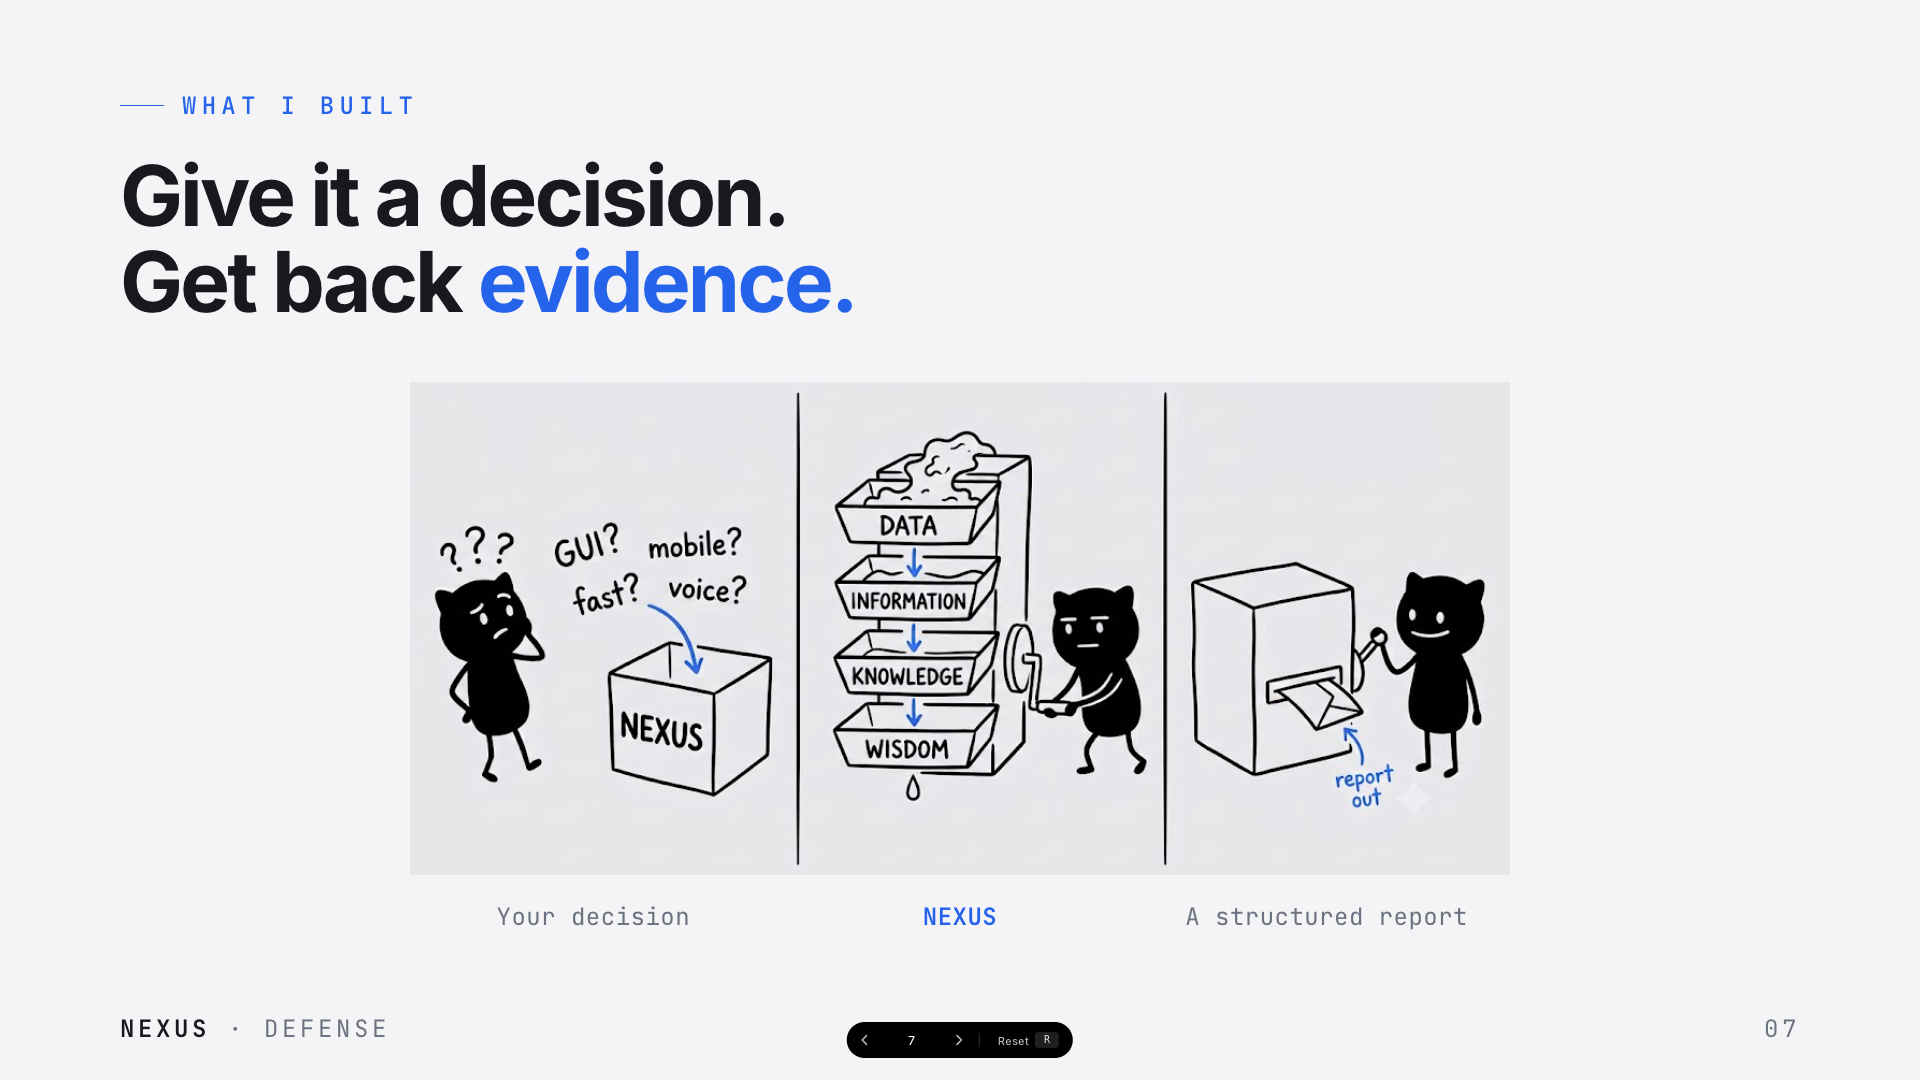 WHAT I BUILT
Give it a decision.
Get back evidence.
???
GUI? mobile?
fast? voice?
NEXUS
DATA
INFORMATION
KNOWLEDGE
WISDOM
report
out
Your decision
NEXUS
A structured report
NEXUS · DEFENSE
7
Reset R
07